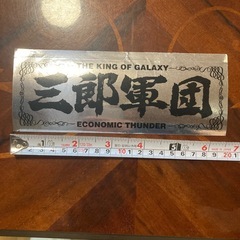 THE KING OF GALAXY
三郎軍団
ECONOMIC THUNDER